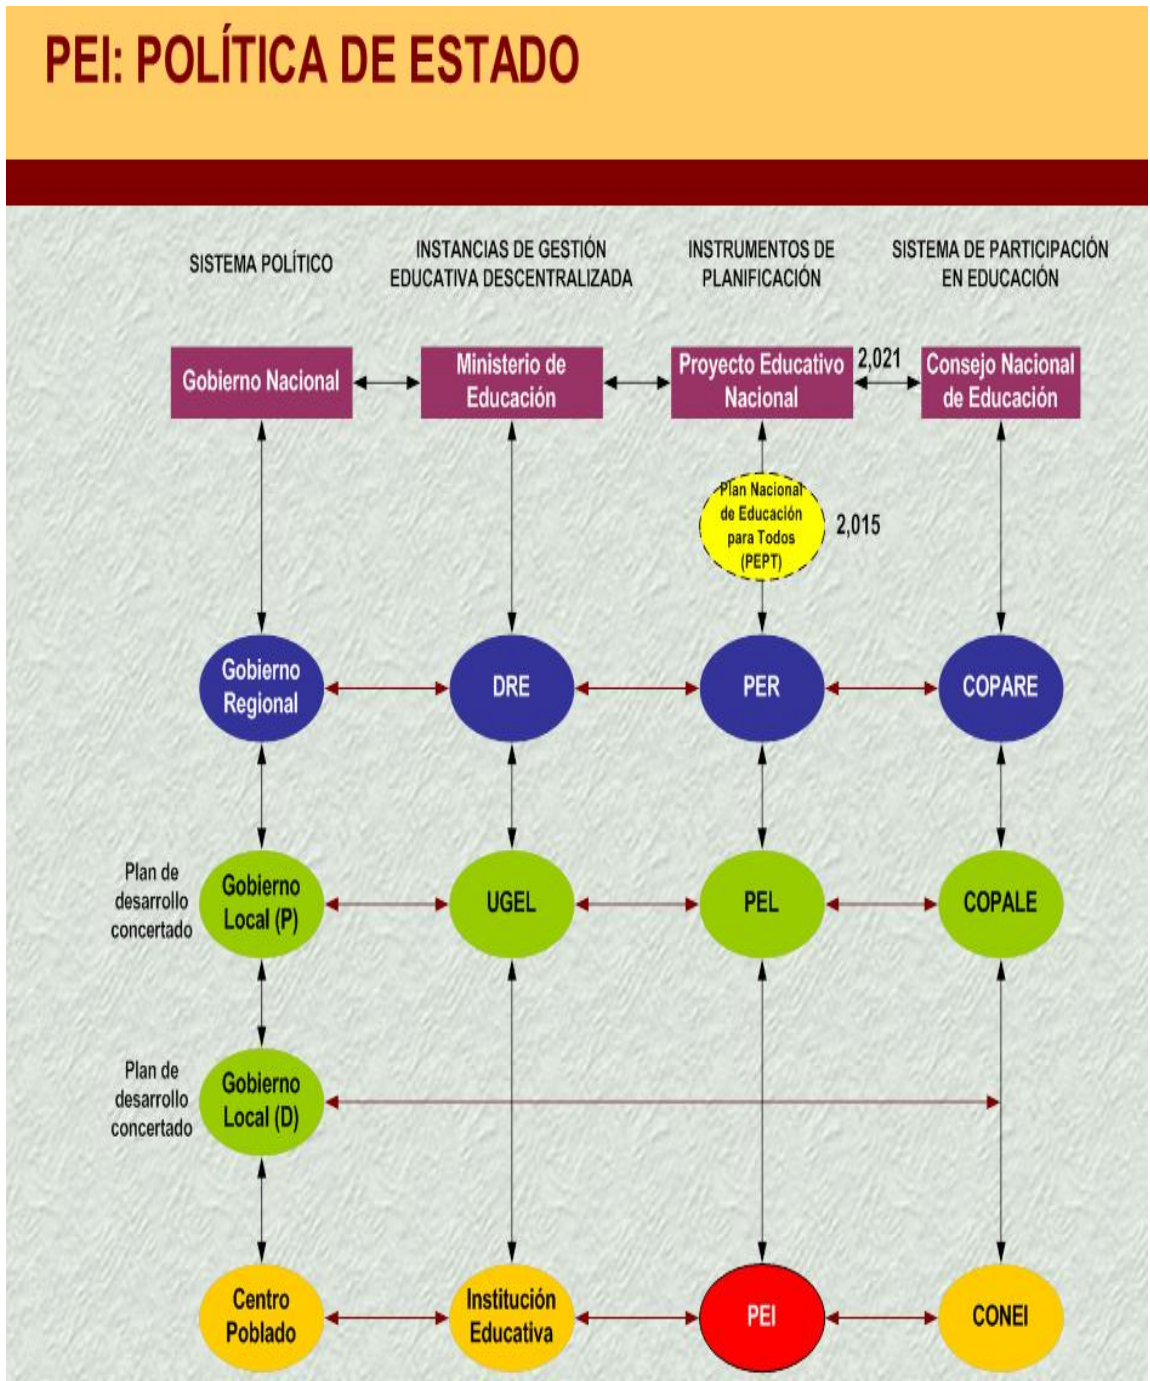 PEI: POLÍTICA DE ESTADO
SISTEMA POLÍTICO
INSTANCIAS DE GESTIÓN
EDUCATIVA DESCENTRALIZADA
INSTRUMENTOS DE
PLANIFICACIÓN
SISTEMA DE PARTICIPACIÓN
EN EDUCACIÓN
Gobierno Nacional
Ministerio de
Educación
Proyecto Educativo
Nacional
2,021
Consejo Nacional
de Educación
Plan Nacional
de Educación
para Todos
(PEPT)
2,015
Gobierno
Regional
DRE
PER
COPARE
Plan de
desarrollo
concertado
Gobierno
Local (P)
UGEL
PEL
COPALE
Plan de
desarrollo
concertado
Gobierno
Local (D)
Centro
Poblado
Institución
Educativa
PEI
CONEI